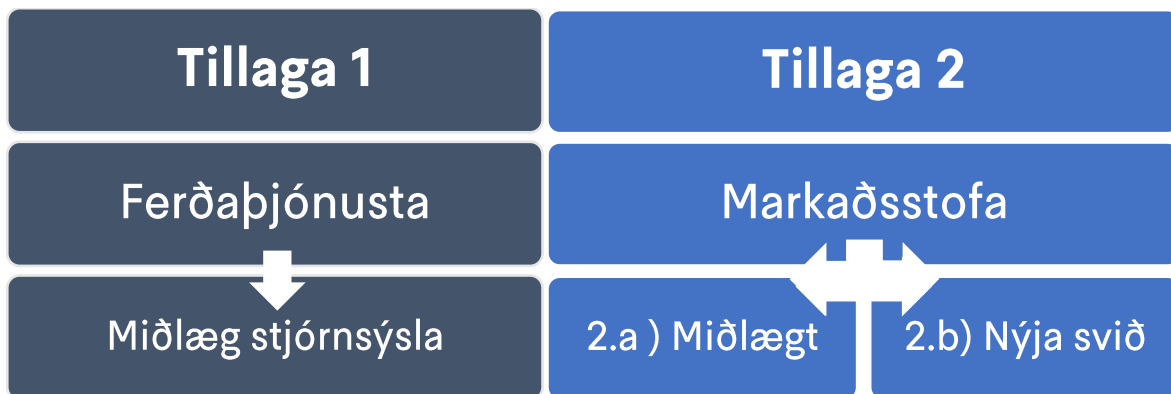 Tillaga 1
Ferðaþjónusta
Miðlæg stjórnsýsla
Tillaga 2
Markaðsstofa
2.a ) Miðlægt
2.b) Nýja svið